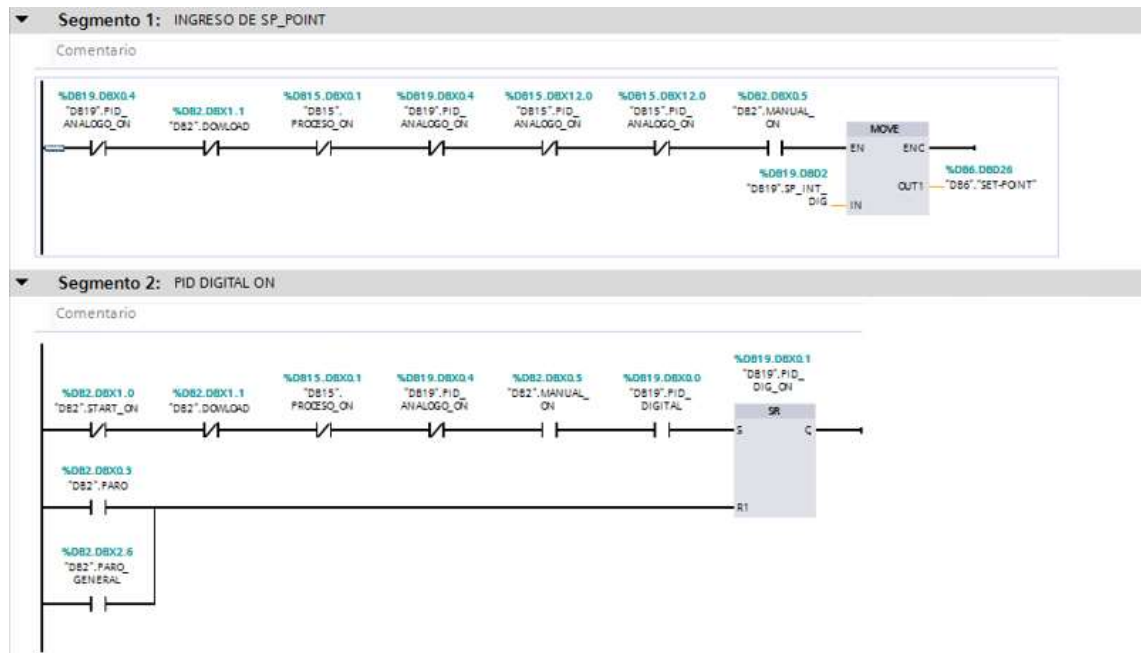 Segmento 1: INGRESO DE SP_POINT
Comentario
%DB19.DBX0.4
"DB19".PID_
ANALOGO_ON
%DB2.DBX1.1
"DB2".DOWLOAD
%DB15.DBX0.1
"DB15".
PROCESO_ON
%DB19.DBX0.4
"DB19".PID_
ANALOGO_ON
%DB15.DBX12.0
"DB15".PID_
ANALOGO_ON
%DB15.DBX12.0
"DB15".PID_
ANALOGO_ON
%DB2.DBX0.5
"DB2".MANUAL_
ON
MOVE
EN ENO
%DB19.DBD2
"DB19".SP_INT_
DIG
IN
OUT1
%DB6.DBD28
"DB6"."SET-POINT"
Segmento 2: PID DIGITAL ON
Comentario
%DB2.DBX1.0
"DB2".START_ON
%DB2.DBX1.1
"DB2".DOWLOAD
%DB15.DBX0.1
"DB15".
PROCESO_ON
%DB19.DBX0.4
"DB19".PID_
ANALOGO_ON
%DB2.DBX0.5
"DB2".MANUAL_
ON
%DB19.DBX0.0
"DB19".PID_
DIGITAL
%DB19.DBX0.1
"DB19".PID_
DIG_ON
SR
S Q
%DB2.DBX0.3
"DB2".PARO
R1
%DB2.DBX2.6
"DB2".PARO_
GENERAL